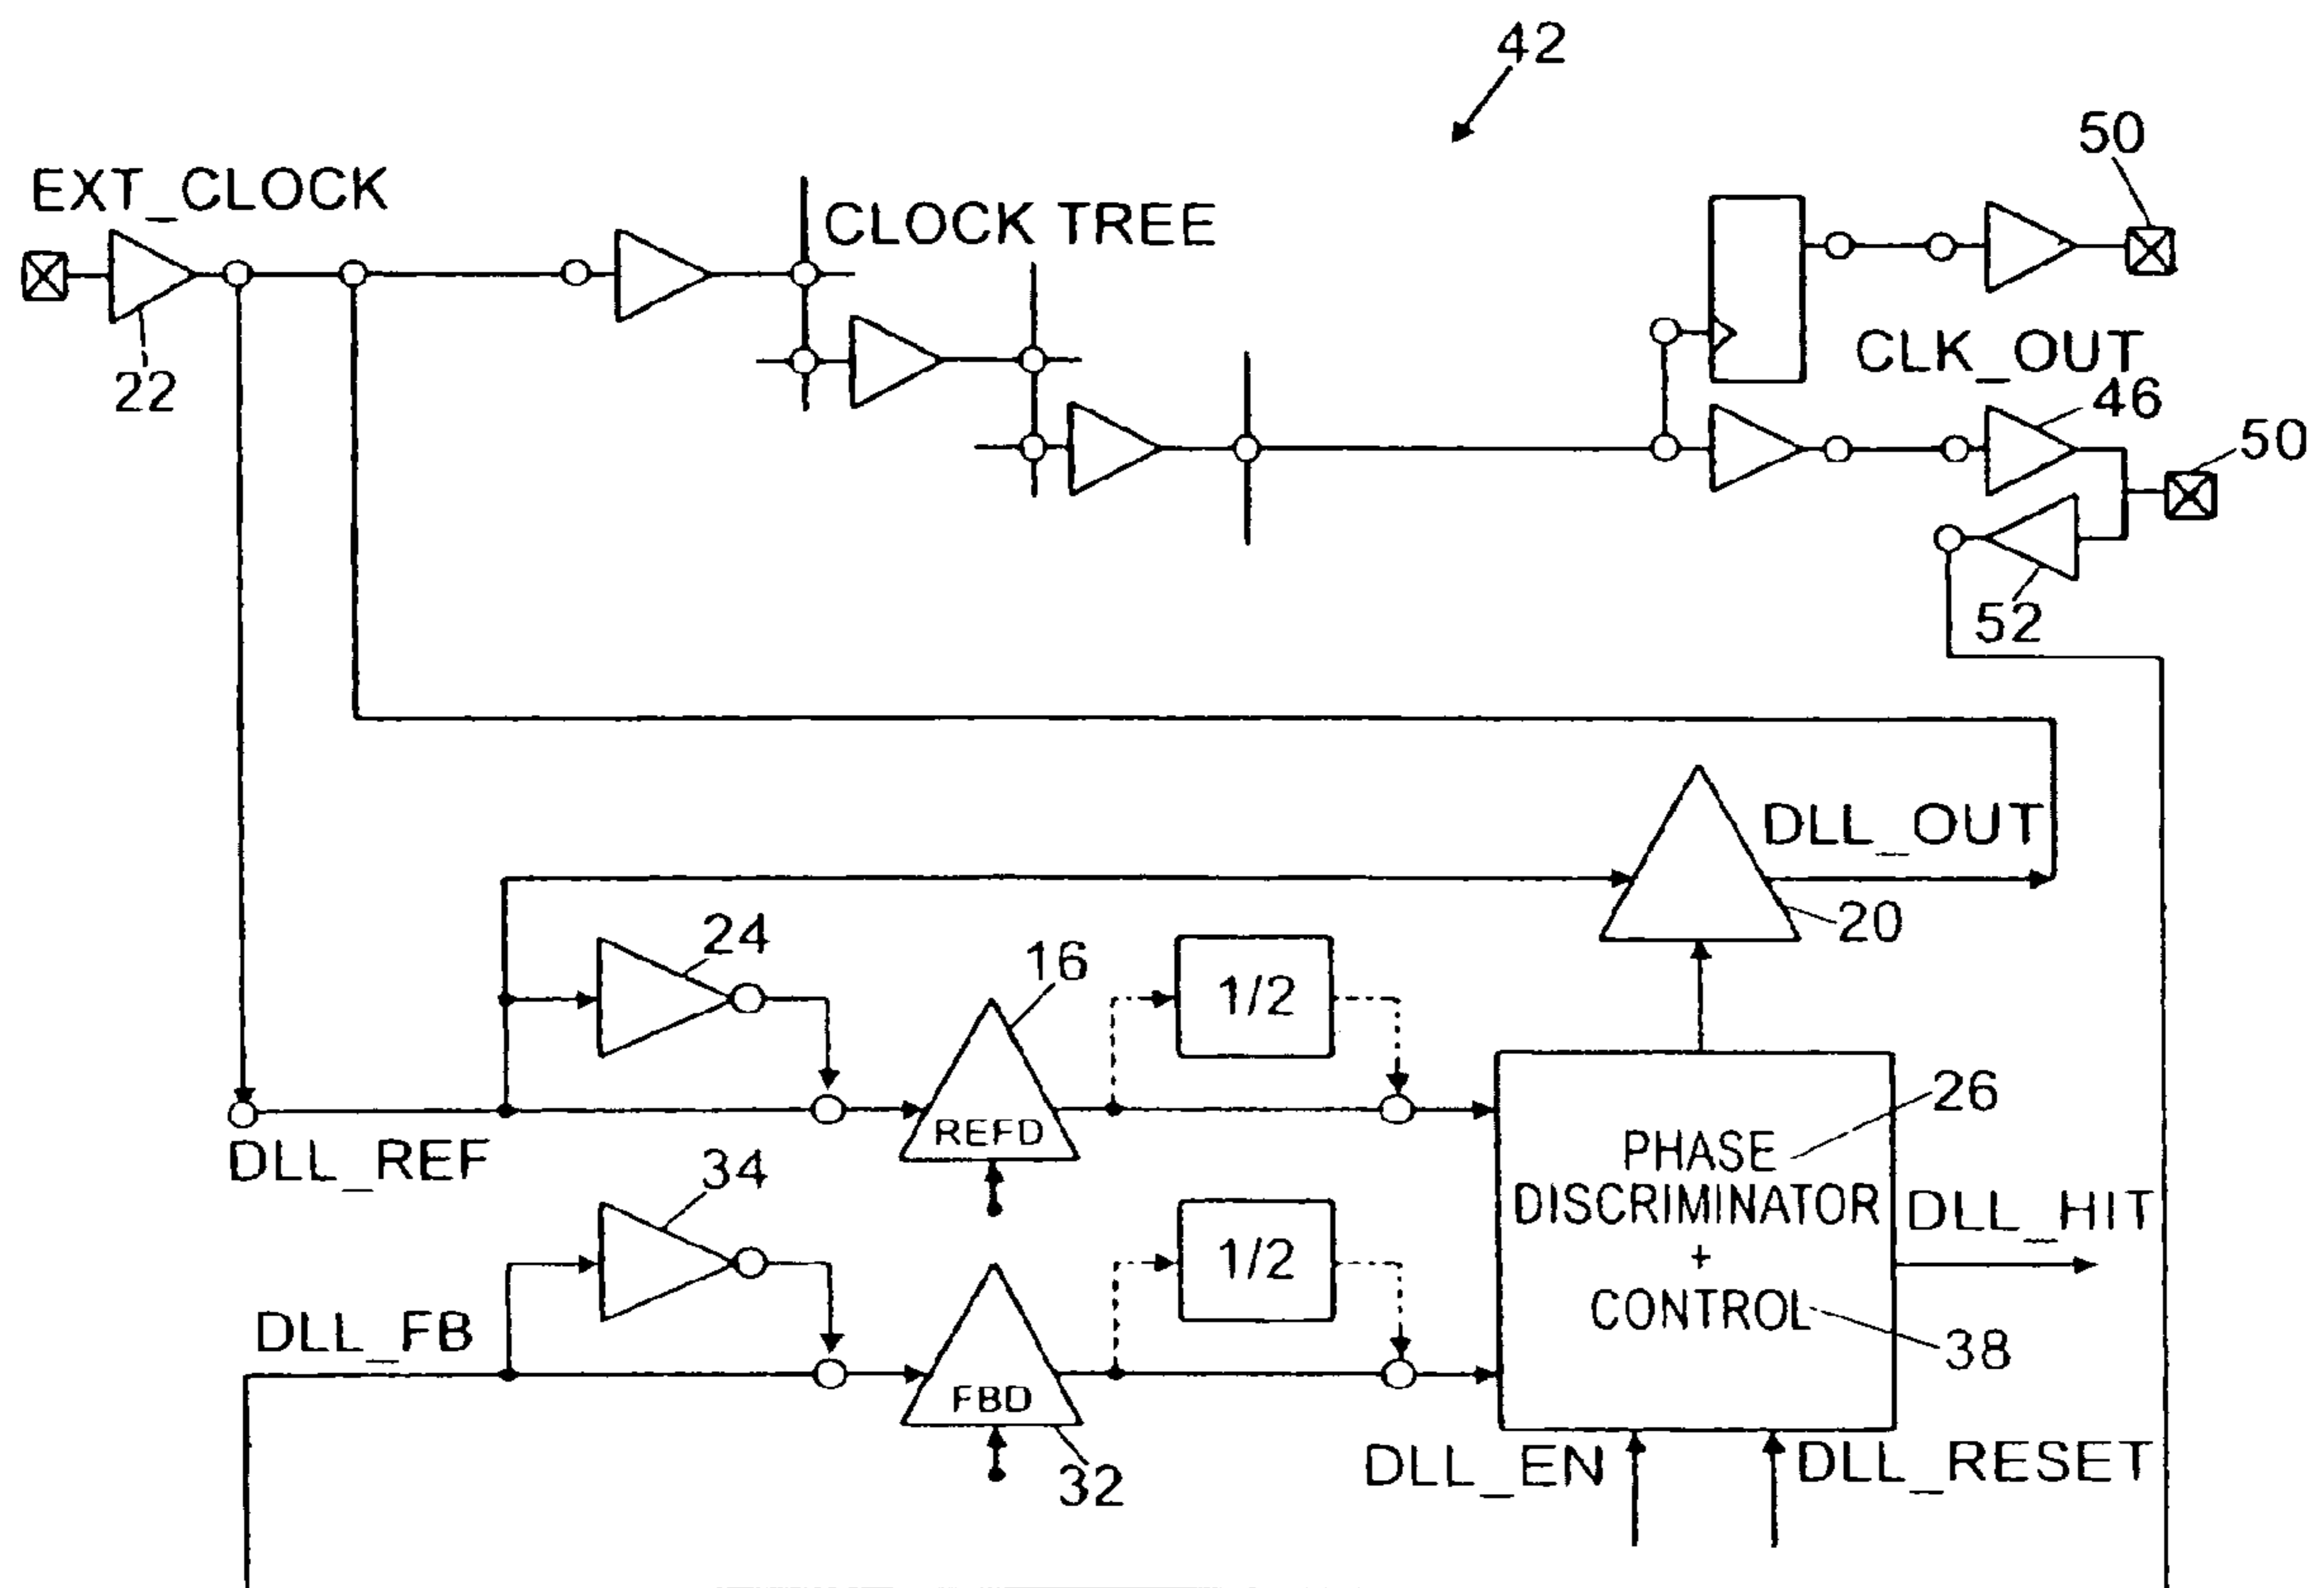 42
50
EXT_CLOCK
CLOCK TREE
22
CLK_OUT
46
50
52
DLL_OUT
20
24
16
1/2
26
REFD
PHASE
DISCRIMINATOR
+
CONTROL
DLL_REF
34
1/2
DLL_HIT
DLL_FB
38
FBD
32
DLL_EN
DLL_RESET